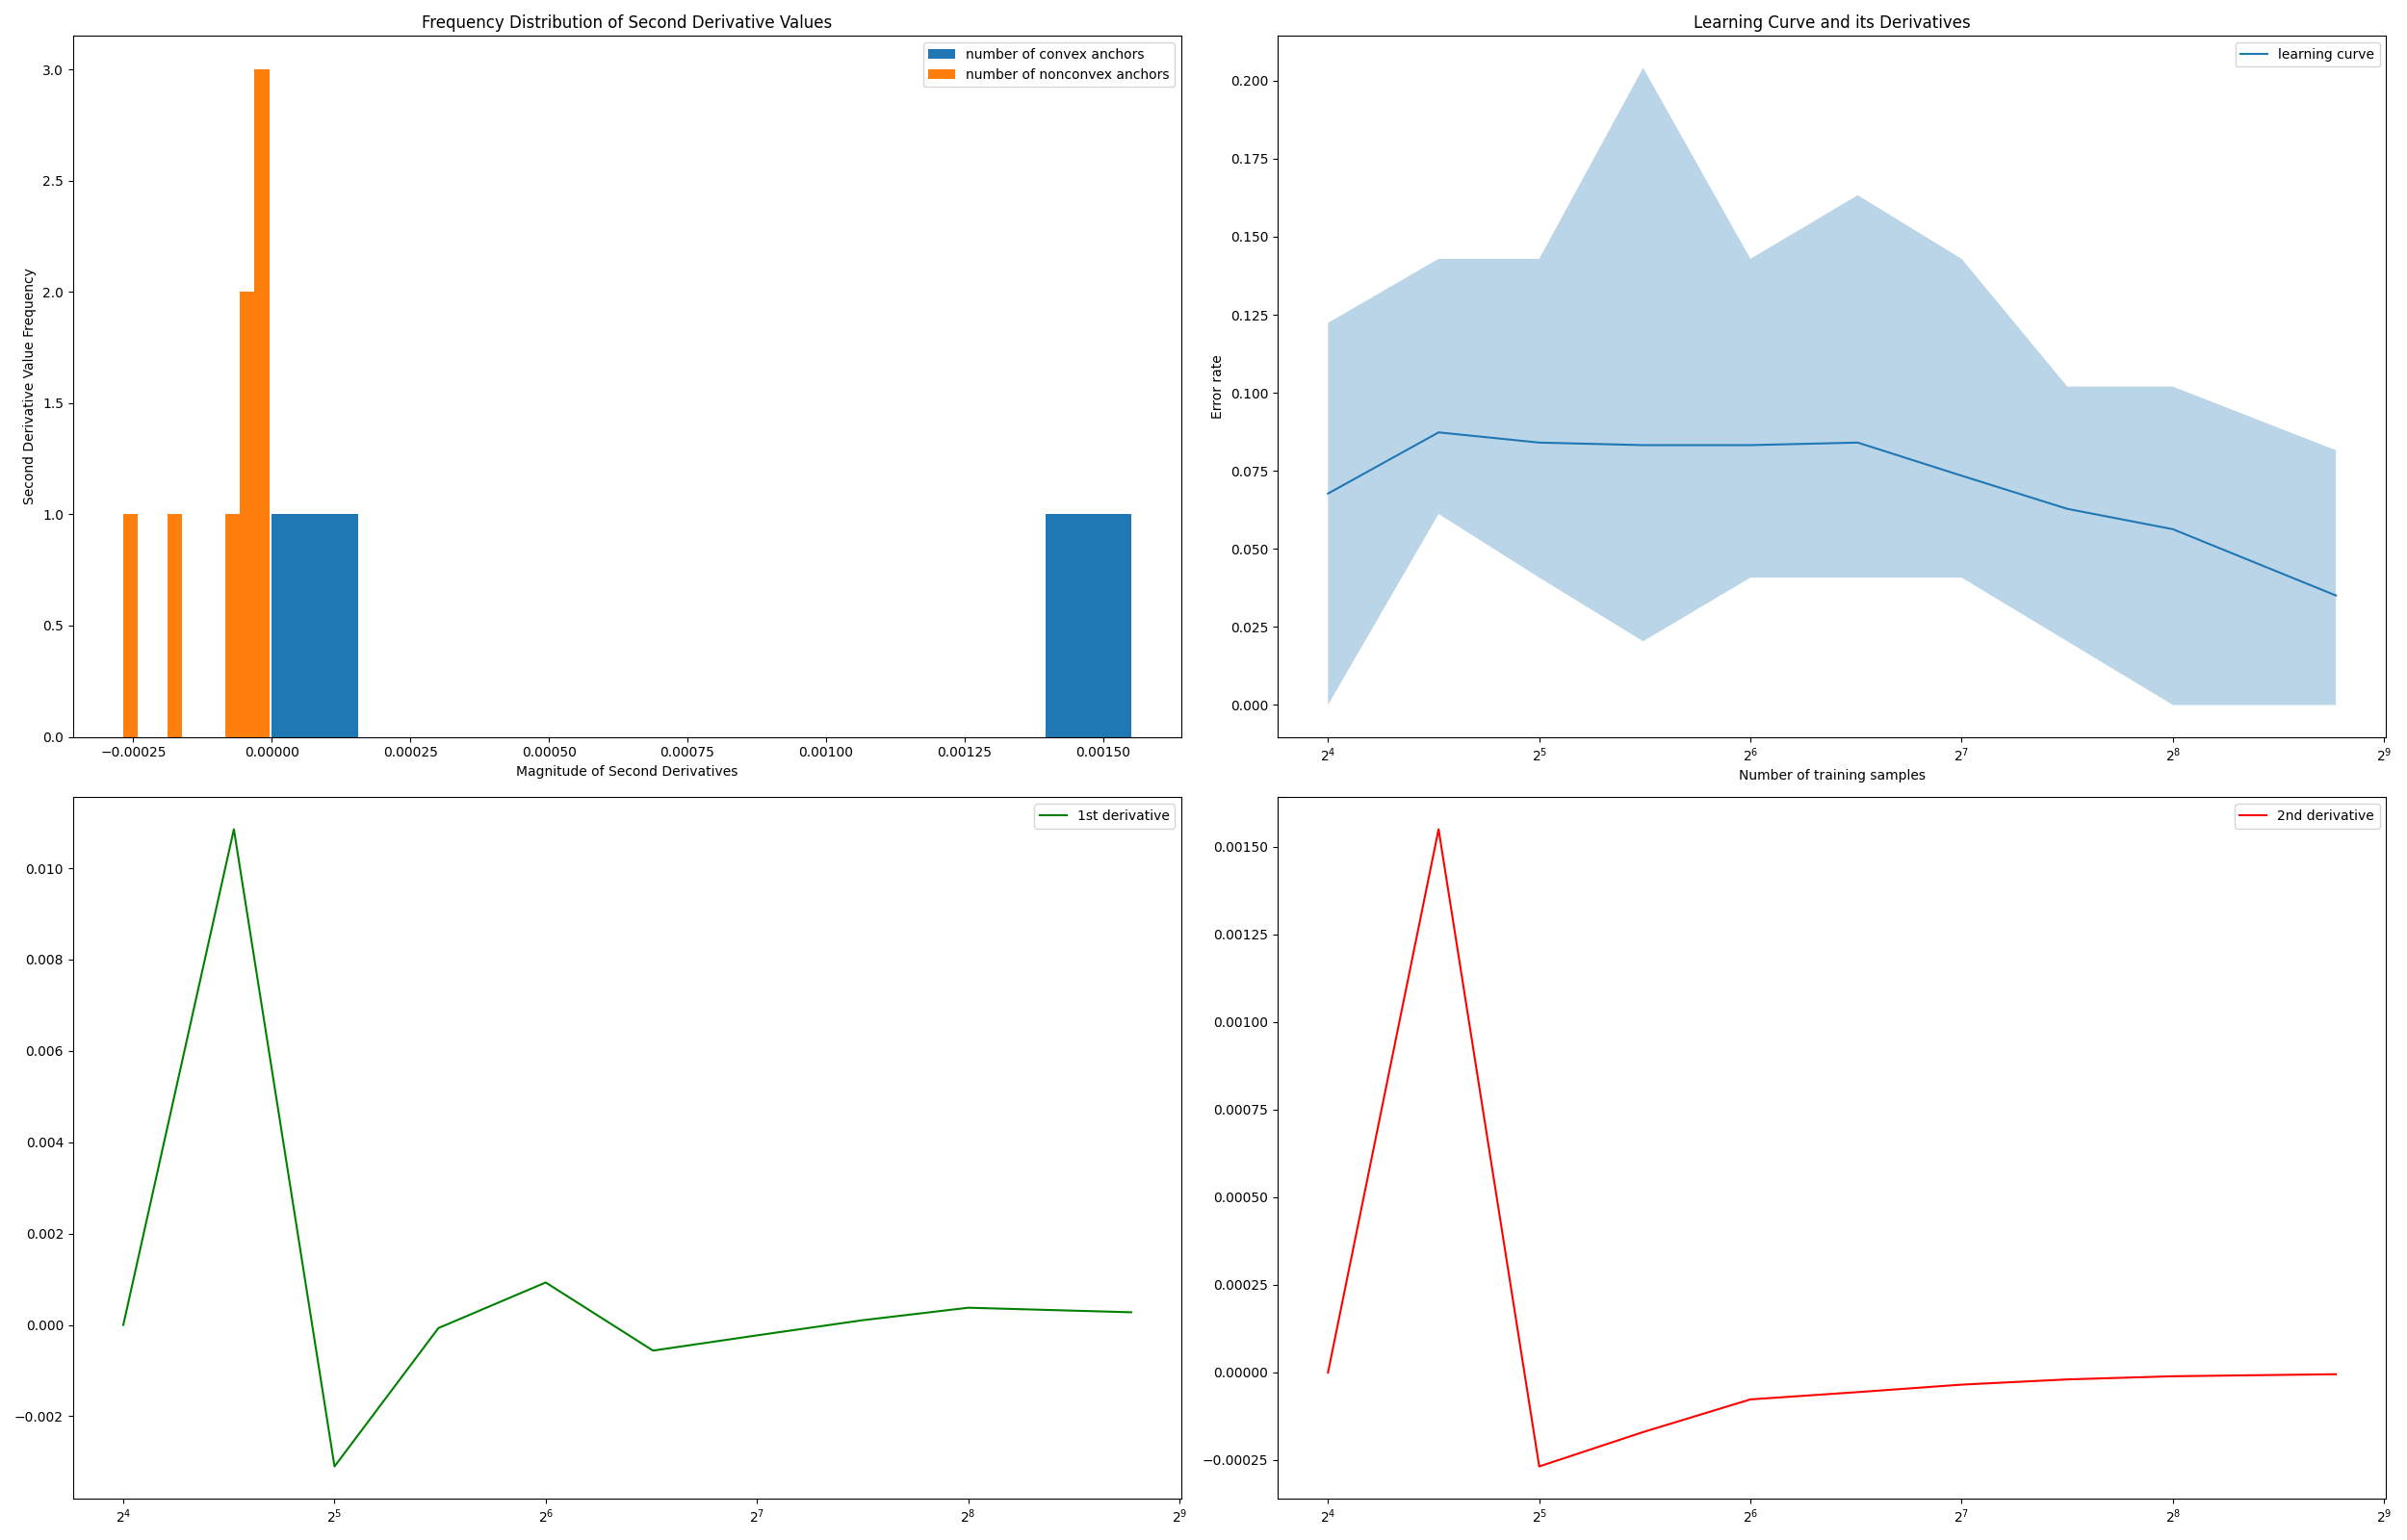 Frequency Distribution of Second Derivative Values
number of convex anchors
number of nonconvex anchors
Second Derivative Value Frequency
3.0
2.5
2.0
1.5
1.0
0.5
0.0
−0.00025 0.00000 0.00025 0.00050 0.00075 0.00100 0.00125 0.00150
Magnitude of Second Derivatives
Learning Curve and its Derivatives
learning curve
Error rate
0.200
0.175
0.150
0.125
0.100
0.075
0.050
0.025
0.000
2⁴ 2⁵ 2⁶ 2⁷ 2⁸ 2⁹
Number of training samples
1st derivative
0.010
0.008
0.006
0.004
0.002
0.000
−0.002
2⁴ 2⁵ 2⁶ 2⁷ 2⁸ 2⁹
2nd derivative
0.00150
0.00125
0.00100
0.00075
0.00050
0.00025
0.00000
−0.00025
2⁴ 2⁵ 2⁶ 2⁷ 2⁸ 2⁹